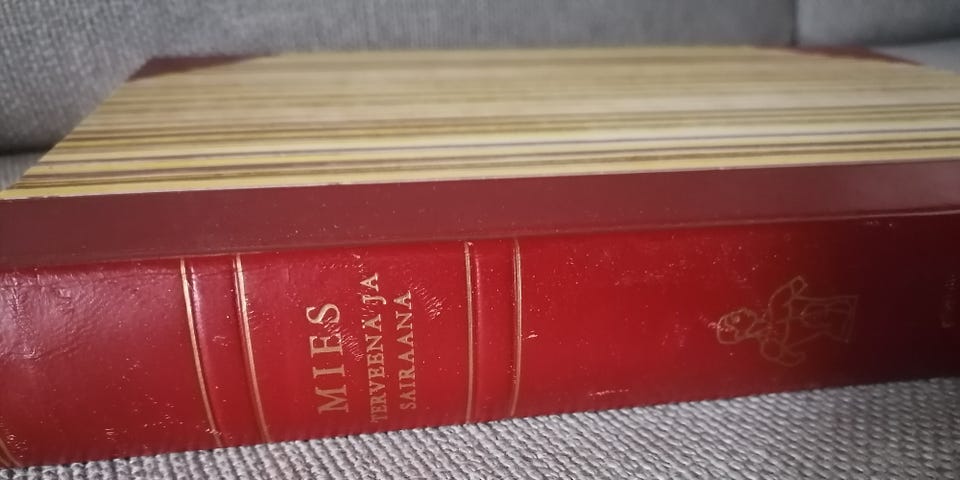 MIES
TERVEENÄ JA
SAIRAANA